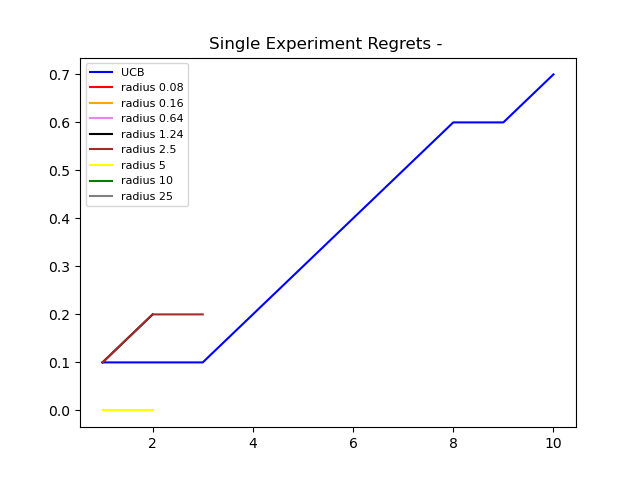 Single Experiment Regrets -
UCB
radius 0.08
radius 0.16
radius 0.64
radius 1.24
radius 2.5
radius 5
radius 10
radius 25
0.7
0.6
0.5
0.4
0.3
0.2
0.1
0.0
2 4 6 8 10